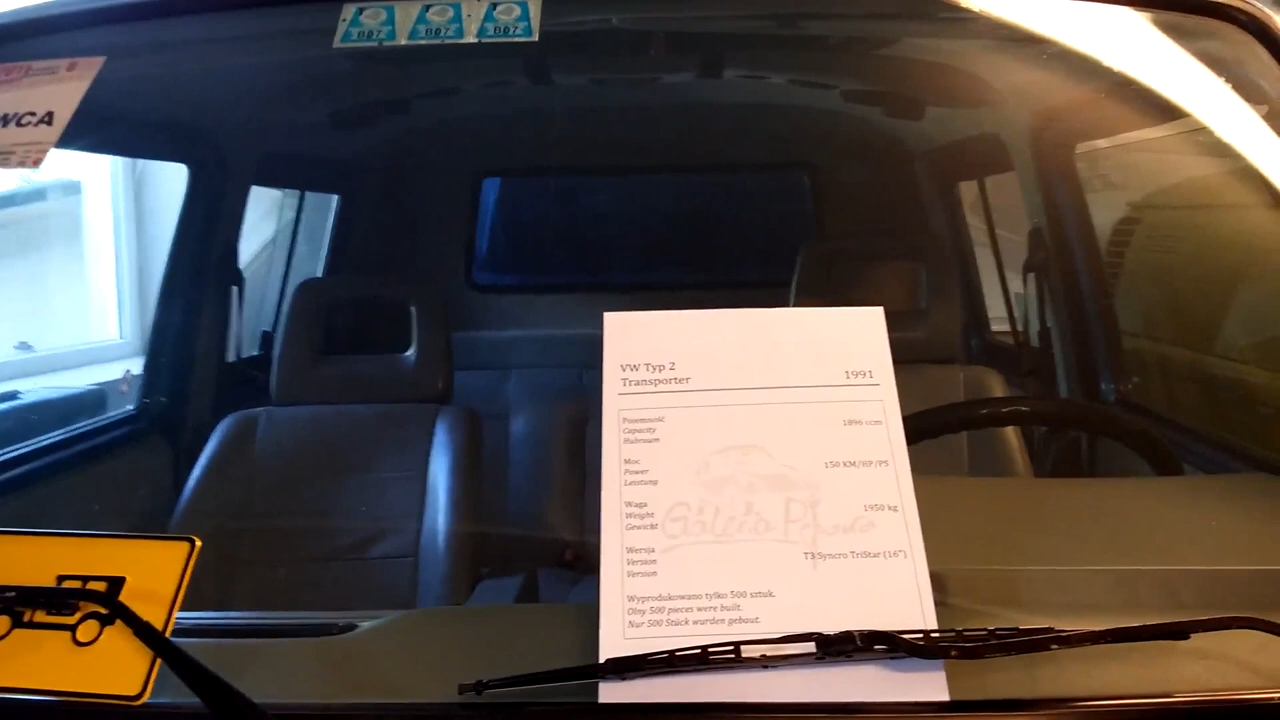 B07 B07 B07
WCA
VW Typ 2
Transporter 1991
Pojemność
Capacity 1896 ccm
Hubraum
Moc
Power 150 KM/HP/PS
Leistung
Waga
Weight 1950 kg
Gewicht
Wersja
Version T3 Syncro TriStar (16")
Version
Wyprodukowano tylko 500 sztuk.
Olny 500 pieces were built.
Nur 500 Stück wurden gebaut.